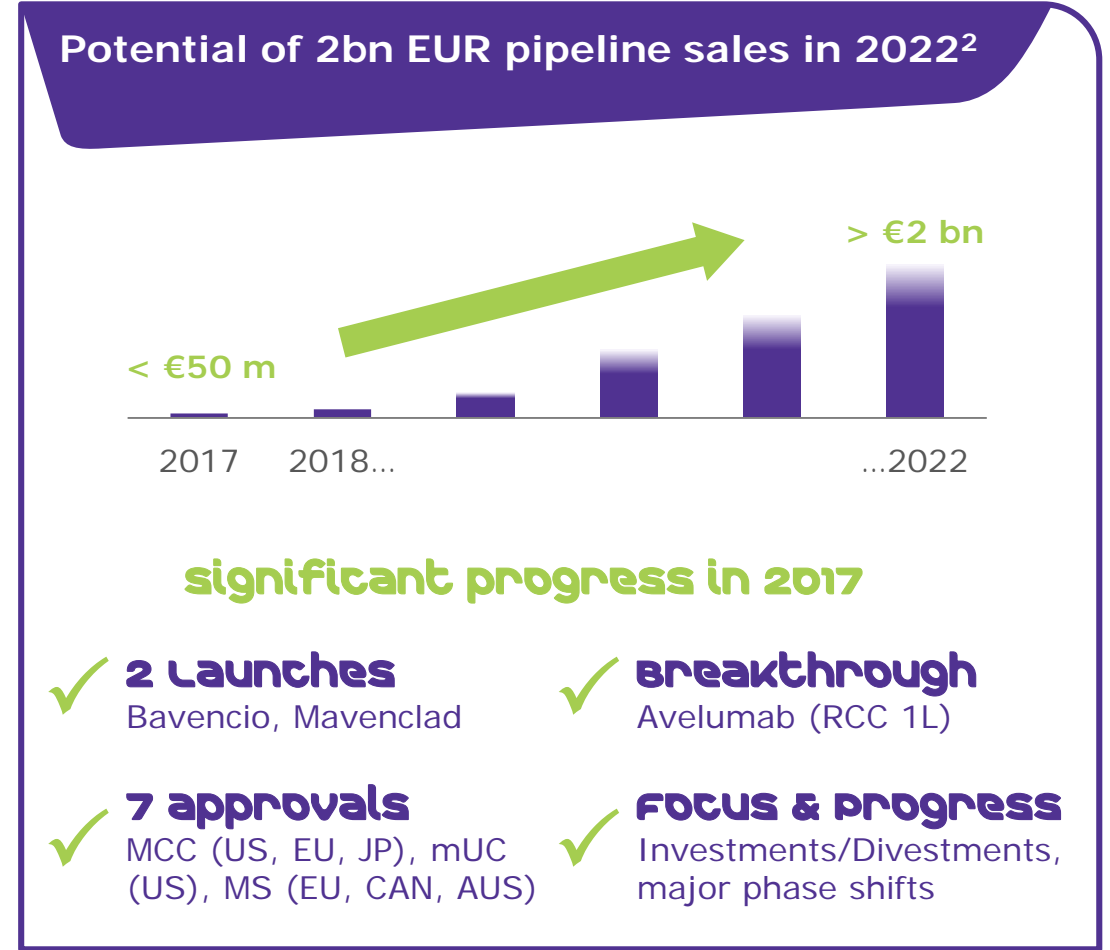 Potential of 2bn EUR pipeline sales in 2022²
> €2 bn
< €50 m
2017
2018...
...2022
significant progress in 2017
2 Launches
Bavencio, Mavenclad
Breakthrough
Avelumab (RCC 1L)
7 approvals
MCC (US, EU, JP), mUC
(US), MS (EU, CAN, AUS)
Focus & Progress
Investments/Divestments,
major phase shifts